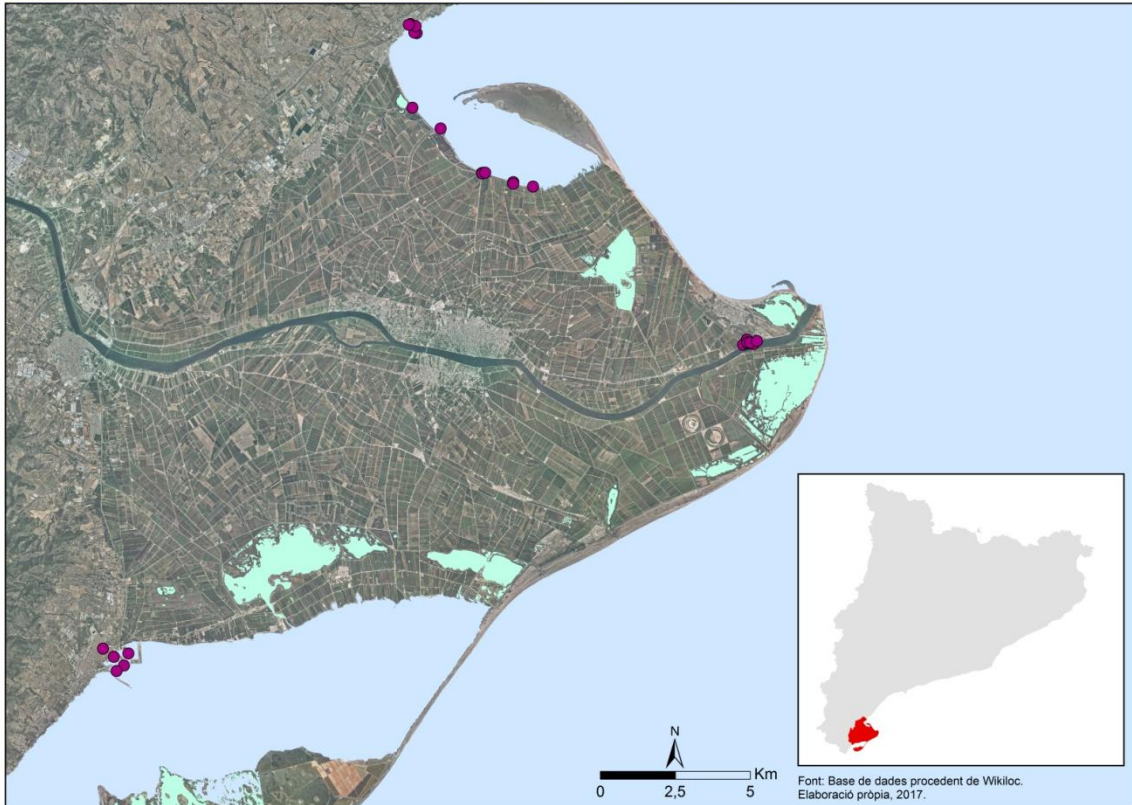 N
Km
0 2,5 5
Font: Base de dades procedent de Wikiloc.
Elaboració pròpia, 2017.